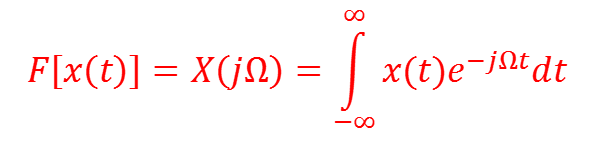 F[x(t)] = X(jΩ) = ∫_{-∞}^{∞} x(t)e^{-jΩt}dt